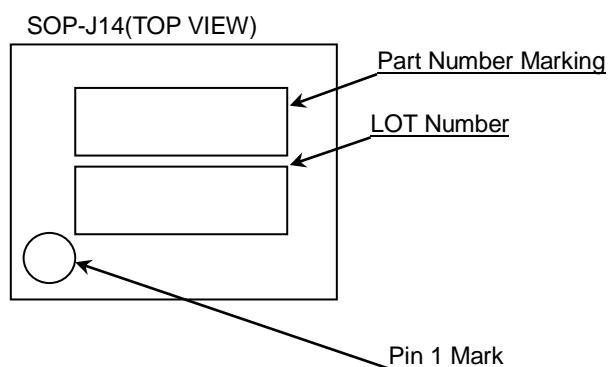 SOP-J14(TOP VIEW)
Part Number Marking
LOT Number
Pin 1 Mark